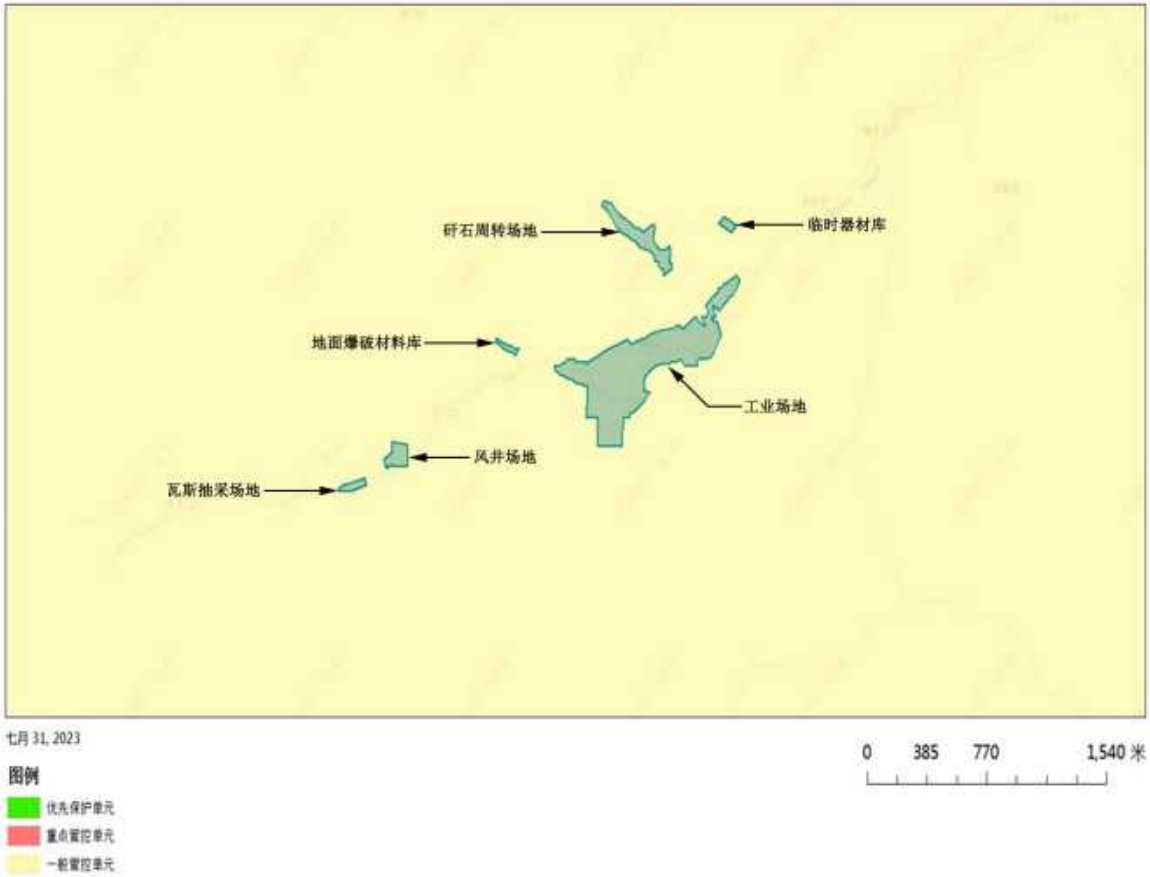 矸石周转场地
临时器材库
地面爆破材料库
工业场地
风井场地
瓦斯抽采场地
七月 31, 2023
0 385 770 1,540 米
图例
优先保护单元
重点管控单元
一般管控单元